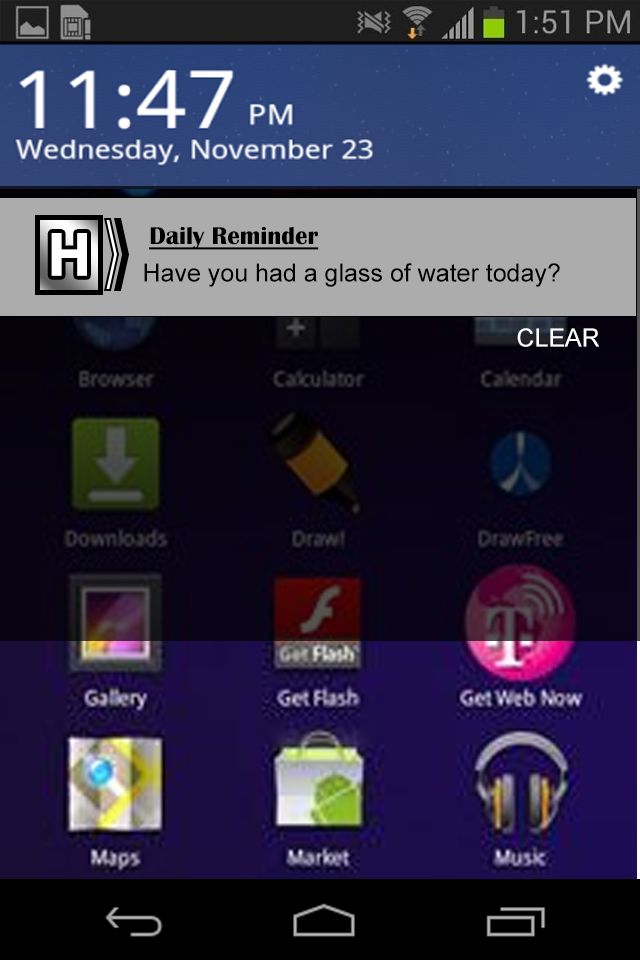 1:51 PM
11:47 PM
Wednesday, November 23
H
Daily Reminder
Have you had a glass of water today?
CLEAR
Browser Calculator Calendar
Downloads Draw! DrawFree
Get Flash
T
Gallery Get Flash Get Web Now
Maps Market Music